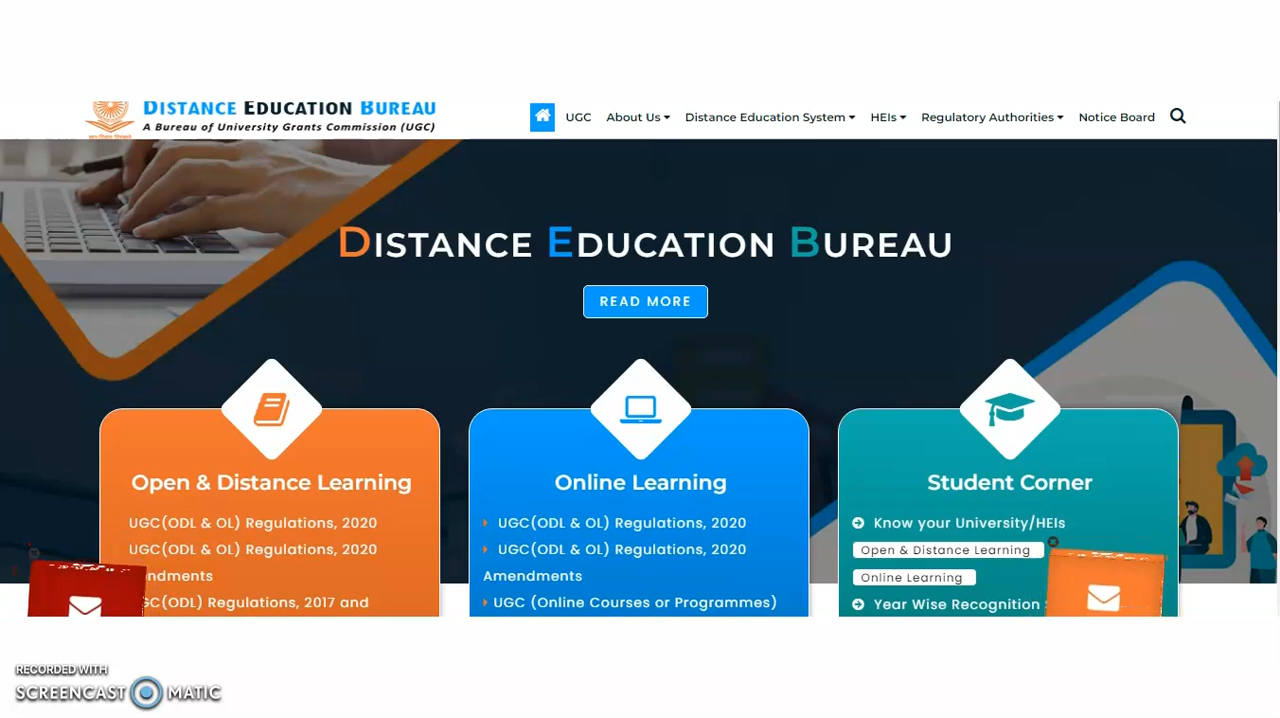 DISTANCE EDUCATION BUREAU
A Bureau of University Grants Commission (UGC)
UGC About Us Distance Education System HEIs Regulatory Authorities Notice Board
DISTANCE EDUCATION BUREAU
READ MORE
Open & Distance Learning
UGC(ODL & OL) Regulations, 2020
UGC(ODL & OL) Regulations, 2020
UGC(ODL) Regulations, 2017 and
Online Learning
UGC(ODL & OL) Regulations, 2020
UGC(ODL & OL) Regulations, 2020
Amendments
UGC (Online Courses or Programmes)
Student Corner
Know your University/HEIs
Open & Distance Learning
Online Learning
Year Wise Recognition
RECORDED WITH
SCREENCAST MATIC